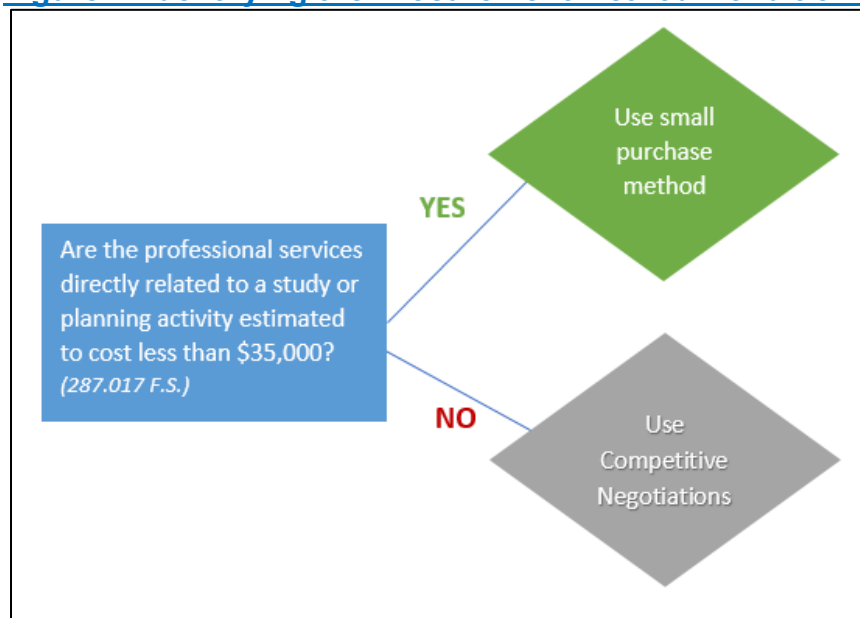 Are the professional services
directly related to a study or
planning activity estimated
to cost less than $35,000?
(287.017 F.S.)
YES
Use small
purchase
method
NO
Use
Competitive
Negotiations